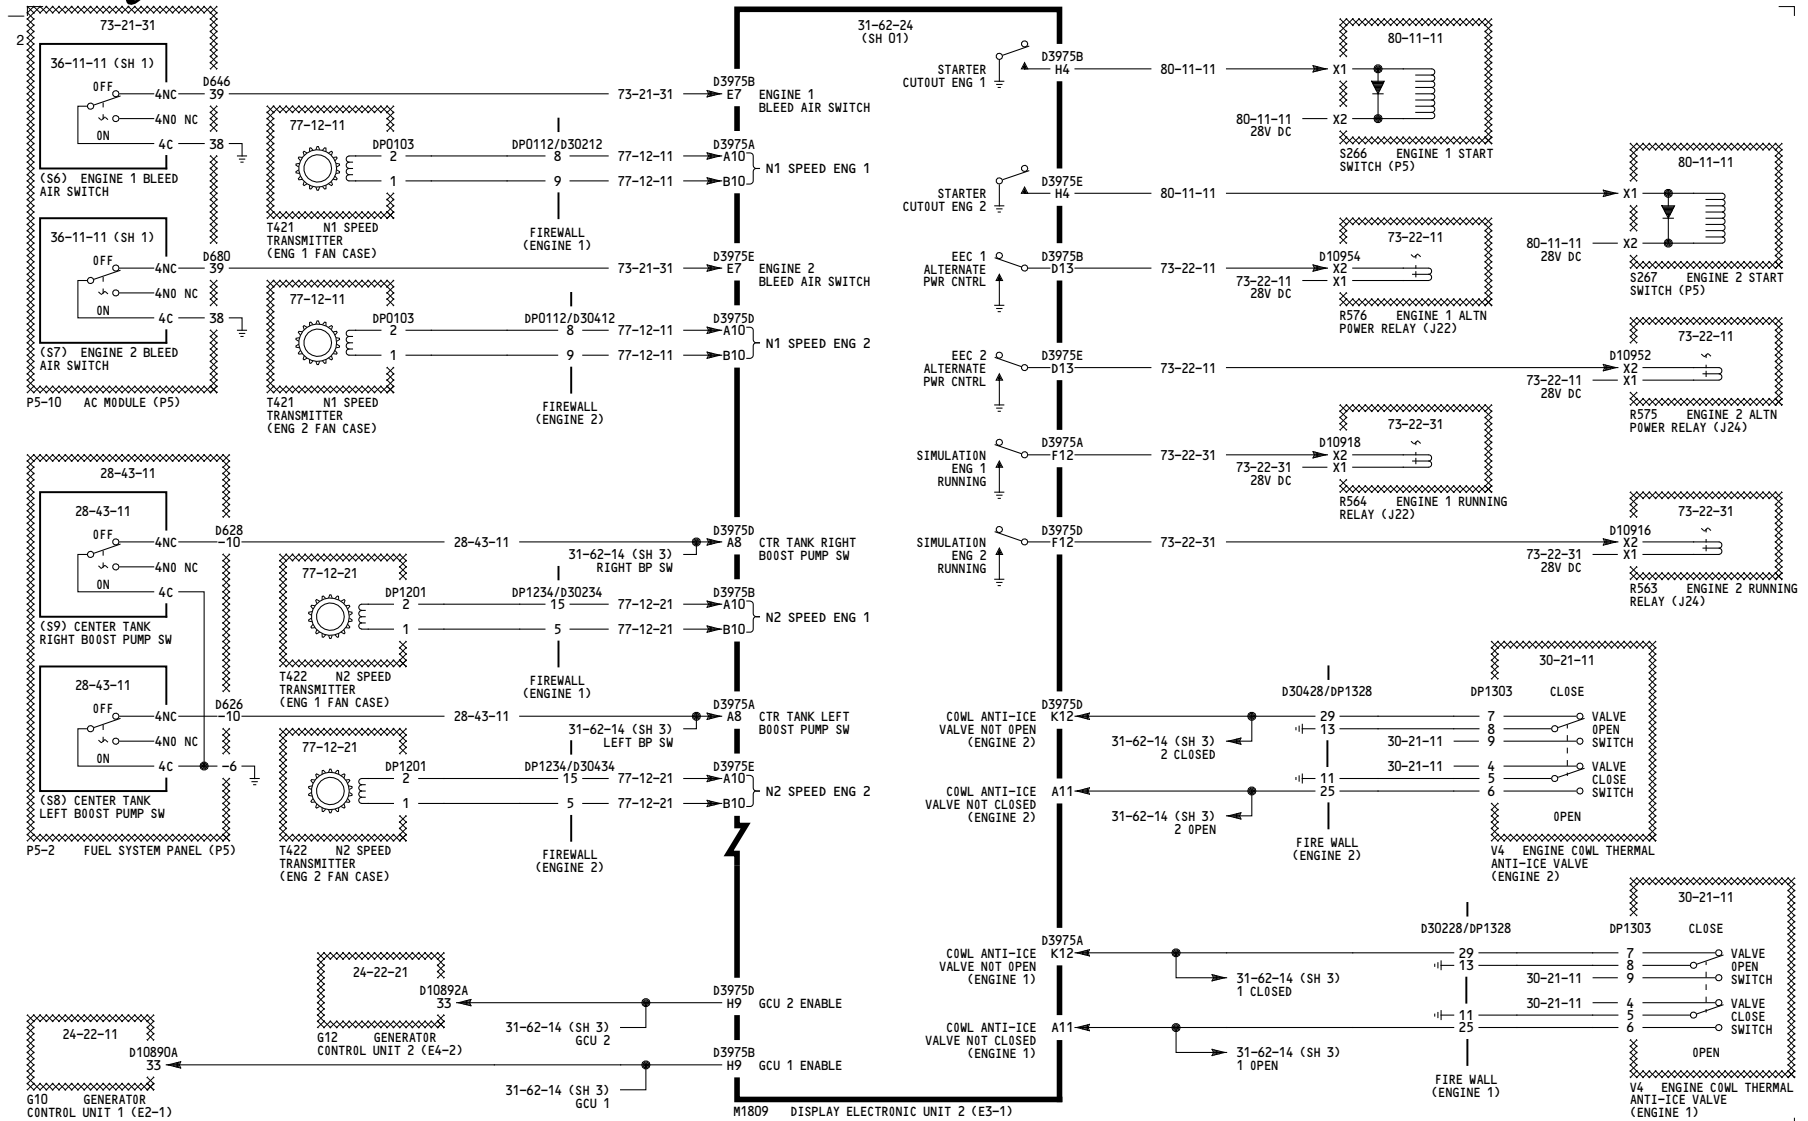 2
73-21-31
36-11-11 (SH 1)
OFF
4NC
D646
39
73-21-31
D3975B
E7
ENGINE 1
BLEED AIR SWITCH
4NO NC
ON
4C
38
(S6) ENGINE 1 BLEED
AIR SWITCH
77-12-11
DP0103
2
1
DP0112/D30212
8
9
77-12-11
77-12-11
D3975A
A10
B10
N1 SPEED ENG 1
T421 N1 SPEED
TRANSMITTER
(ENG 1 FAN CASE)
FIREWALL
(ENGINE 1)
36-11-11 (SH 1)
OFF
4NC
D680
39
73-21-31
D3975E
E7
ENGINE 2
BLEED AIR SWITCH
4NO NC
ON
4C
38
(S7) ENGINE 2 BLEED
AIR SWITCH
P5-10 AC MODULE (P5)
77-12-11
DP0103
2
1
DP0112/D30412
8
9
77-12-11
77-12-11
D3975D
A10
B10
N1 SPEED ENG 2
T421 N1 SPEED
TRANSMITTER
(ENG 2 FAN CASE)
FIREWALL
(ENGINE 2)
28-43-11
28-43-11
OFF
4NC
D628
-10
28-43-11
31-62-14 (SH 3)
RIGHT BP SW
D3975D
A8
CTR TANK RIGHT
BOOST PUMP SW
4NO NC
ON
4C
(S9) CENTER TANK
RIGHT BOOST PUMP SW
77-12-21
DP1201
2
1
DP1234/D30234
15
5
77-12-21
77-12-21
D3975B
A10
B10
N2 SPEED ENG 1
T422 N2 SPEED
TRANSMITTER
(ENG 1 FAN CASE)
FIREWALL
(ENGINE 1)
28-43-11
OFF
4NC
D626
-10
28-43-11
31-62-14 (SH 3)
LEFT BP SW
D3975A
A8
CTR TANK LEFT
BOOST PUMP SW
4NO NC
ON
4C
-6
(S8) CENTER TANK
LEFT BOOST PUMP SW
P5-2 FUEL SYSTEM PANEL (P5)
77-12-21
DP1201
2
1
DP1234/D30434
15
5
77-12-21
77-12-21
D3975E
A10
B10
N2 SPEED ENG 2
T422 N2 SPEED
TRANSMITTER
(ENG 2 FAN CASE)
FIREWALL
(ENGINE 2)
24-22-21
D10892A
33
31-62-14 (SH 3)
GCU 2
D3975D
H9
GCU 2 ENABLE
G12 GENERATOR
CONTROL UNIT 2 (E4-2)
24-22-11
D10890A
33
31-62-14 (SH 3)
GCU 1
D3975B
H9
GCU 1 ENABLE
G10 GENERATOR
CONTROL UNIT 1 (E2-1)
M1809 DISPLAY ELECTRONIC UNIT 2 (E3-1)
31-62-24
(SH 01)
STARTER
CUTOUT ENG 1
D3975B
H4
80-11-11
80-11-11
X1
X2
80-11-11
28V DC
S266 ENGINE 1 START
SWITCH (P5)
STARTER
CUTOUT ENG 2
D3975E
H4
80-11-11
80-11-11
X1
X2
80-11-11
28V DC
S267 ENGINE 2 START
SWITCH (P5)
EEC 1
ALTERNATE
PWR CNTRL
D3975B
D13
73-22-11
73-22-11
D10954
X2
X1
73-22-11
28V DC
R576 ENGINE 1 ALTN
POWER RELAY (J22)
EEC 2
ALTERNATE
PWR CNTRL
D3975E
D13
73-22-11
73-22-11
D10952
X2
X1
73-22-11
28V DC
R575 ENGINE 2 ALTN
POWER RELAY (J24)
SIMULATION
ENG 1
RUNNING
D3975A
F12
73-22-31
73-22-31
D10918
X2
X1
73-22-31
28V DC
R564 ENGINE 1 RUNNING
RELAY (J22)
SIMULATION
ENG 2
RUNNING
D3975D
F12
73-22-31
73-22-31
D10916
X2
X1
73-22-31
28V DC
R563 ENGINE 2 RUNNING
RELAY (J24)
COWL ANTI-ICE
VALVE NOT OPEN
(ENGINE 2)
D3975D
K12
31-62-14 (SH 3)
2 CLOSED
COWL ANTI-ICE
VALVE NOT CLOSED
(ENGINE 2)
A11
31-62-14 (SH 3)
2 OPEN
D30428/DP1328
29
13
30-21-11
30-21-11
11
25
FIRE WALL
(ENGINE 2)
30-21-11
DP1303
CLOSE
7
8
9
VALVE
OPEN
SWITCH
4
5
6
VALVE
CLOSE
SWITCH
OPEN
V4 ENGINE COWL THERMAL
ANTI-ICE VALVE
(ENGINE 2)
COWL ANTI-ICE
VALVE NOT OPEN
(ENGINE 1)
D3975A
K12
31-62-14 (SH 3)
1 CLOSED
COWL ANTI-ICE
VALVE NOT CLOSED
(ENGINE 1)
A11
31-62-14 (SH 3)
1 OPEN
D30228/DP1328
29
13
30-21-11
30-21-11
11
25
FIRE WALL
(ENGINE 1)
30-21-11
DP1303
CLOSE
7
8
9
VALVE
OPEN
SWITCH
4
5
6
VALVE
CLOSE
SWITCH
OPEN
V4 ENGINE COWL THERMAL
ANTI-ICE VALVE
(ENGINE 1)